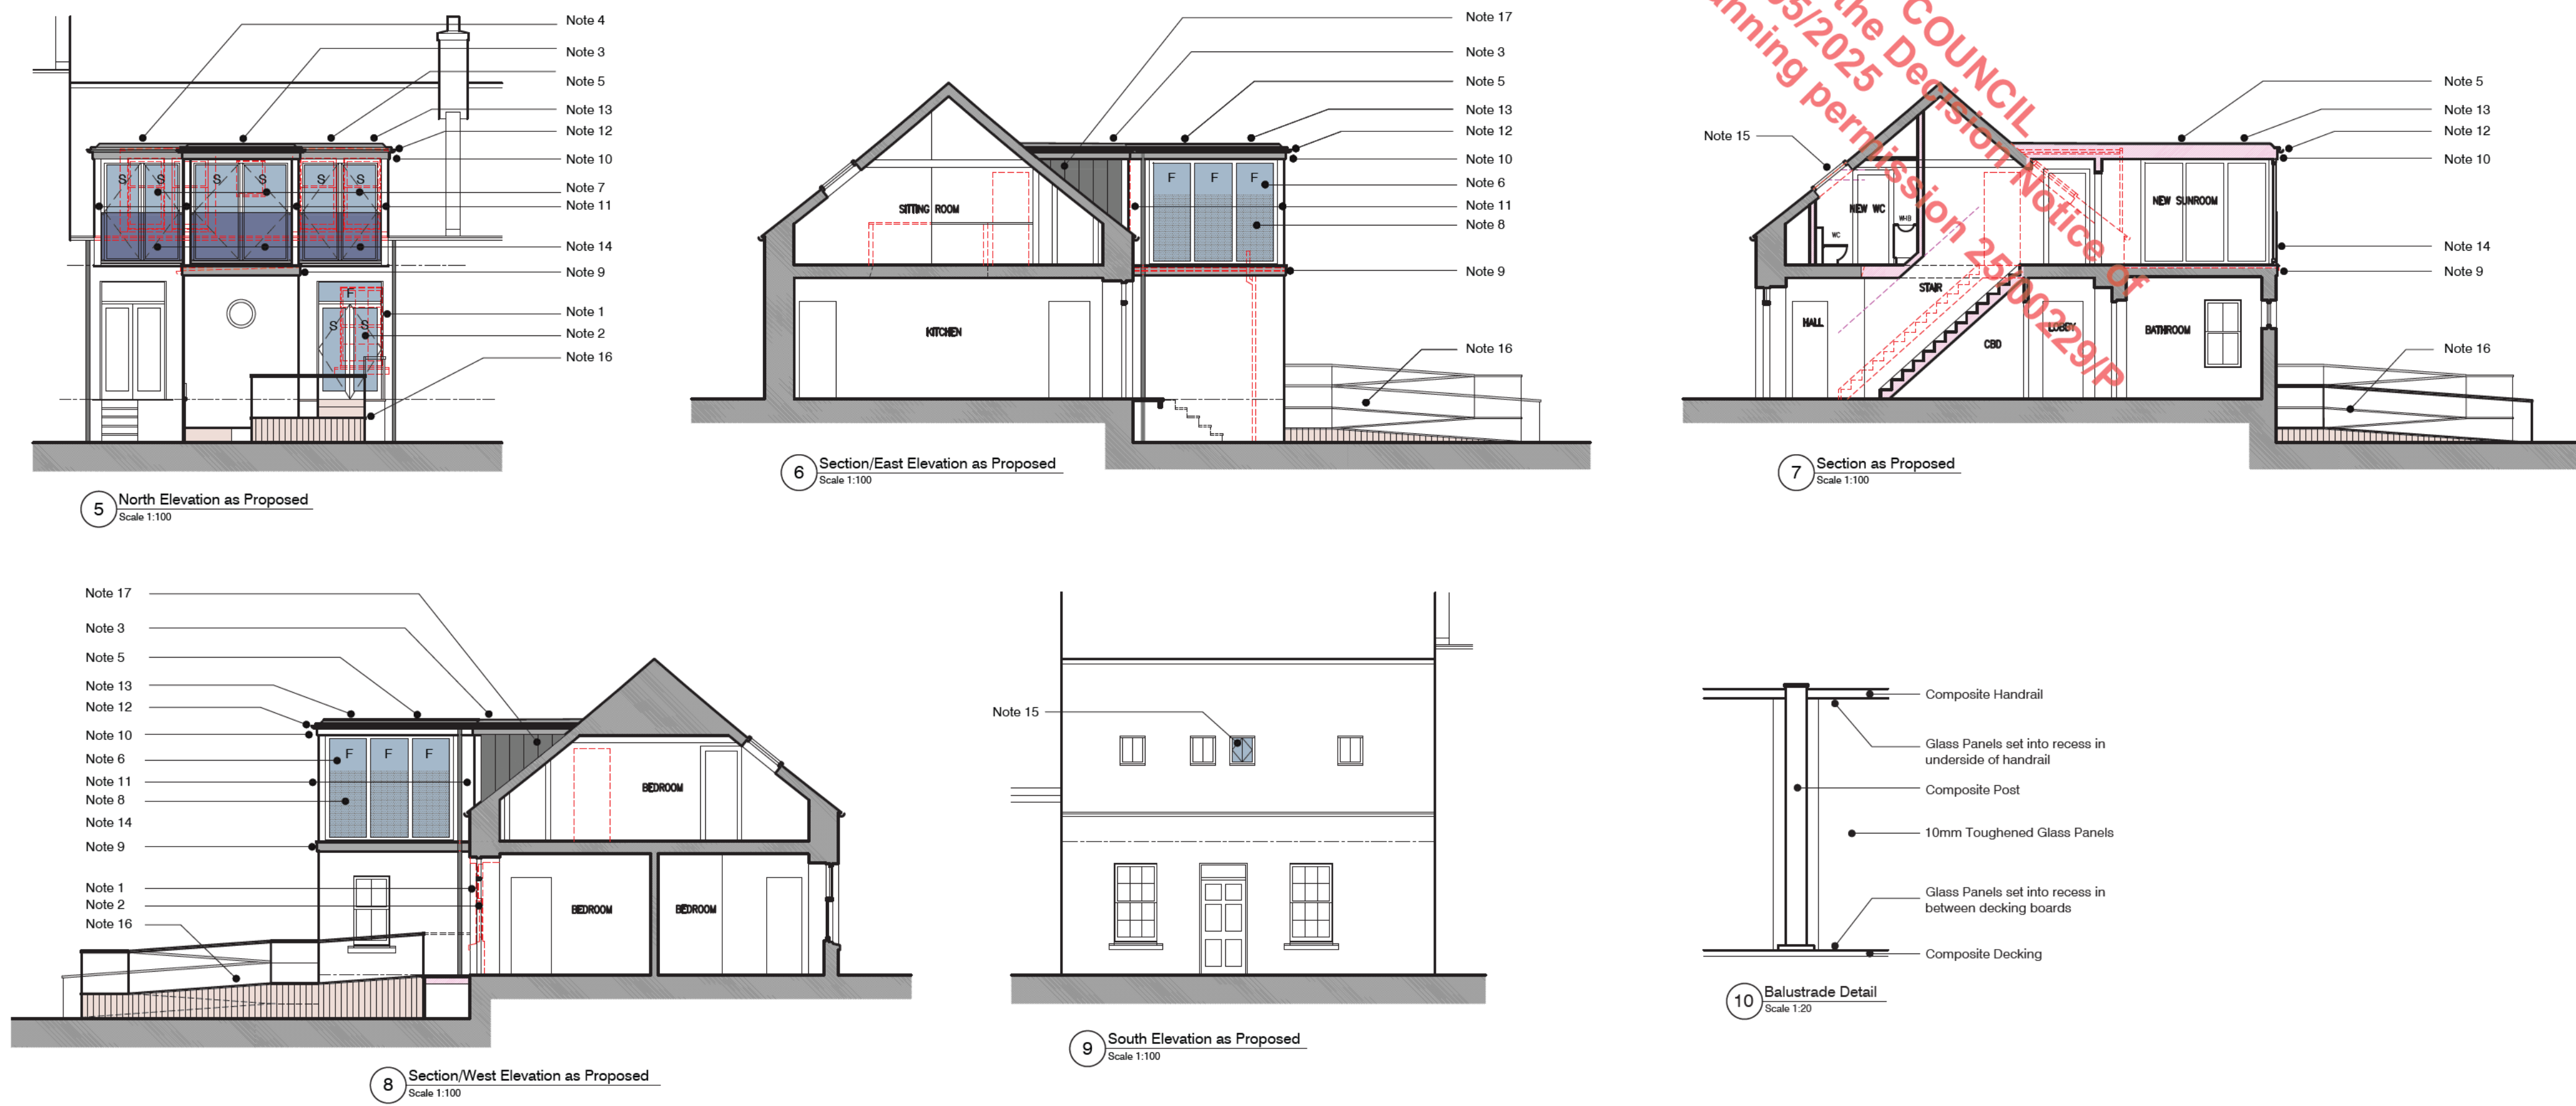 Note 4
Note 3
Note 5
Note 13
Note 12
Note 10
Note 7
Note 11
Note 14
Note 9
Note 1
Note 2
Note 16
S
S
S
S
S
S
F
S
S
5
North Elevation as Proposed
Scale 1:100
Note 17
Note 3
Note 5
Note 13
Note 12
Note 10
Note 6
Note 11
Note 8
Note 9
Note 16
F
F
F
SITTING ROOM
KITCHEN
6
Section/East Elevation as Proposed
Scale 1:100
COUNCIL
the Decision Notice of
05/2025
planning permission 25/00229/P
Note 15
Note 5
Note 13
Note 12
Note 10
Note 14
Note 9
Note 16
NEW WC
WHB
WC
NEW SUNROOM
STAIR
HALL
CBD
LOBBY
BATHROOM
7
Section as Proposed
Scale 1:100
Note 17
Note 3
Note 5
Note 13
Note 12
Note 10
Note 6
Note 11
Note 8
Note 14
Note 9
Note 1
Note 2
Note 16
F
F
F
BEDROOM
BEDROOM
BEDROOM
8
Section/West Elevation as Proposed
Scale 1:100
Note 15
9
South Elevation as Proposed
Scale 1:100
Composite Handrail
Glass Panels set into recess in
underside of handrail
Composite Post
10mm Toughened Glass Panels
Glass Panels set into recess in
between decking boards
Composite Decking
10
Balustrade Detail
Scale 1:20